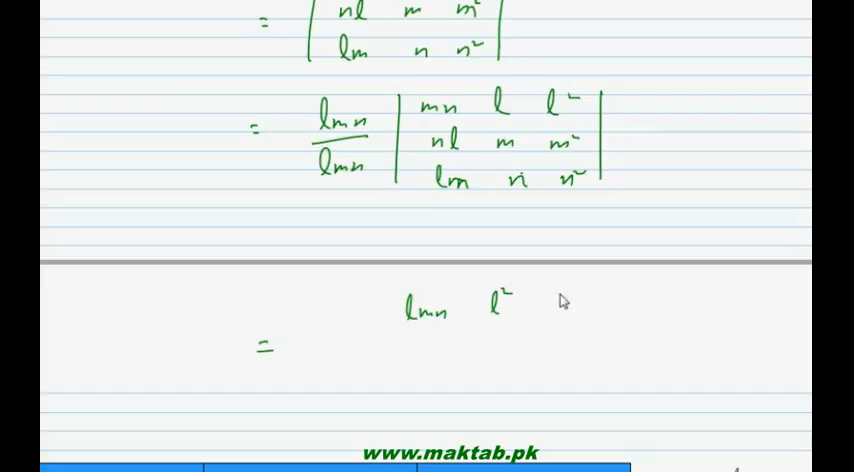 nl m m²
=
lm n n²
lmn mn l l²
= nl m m²
lmn lm n n²
lmn l²
=
www.maktab.pk